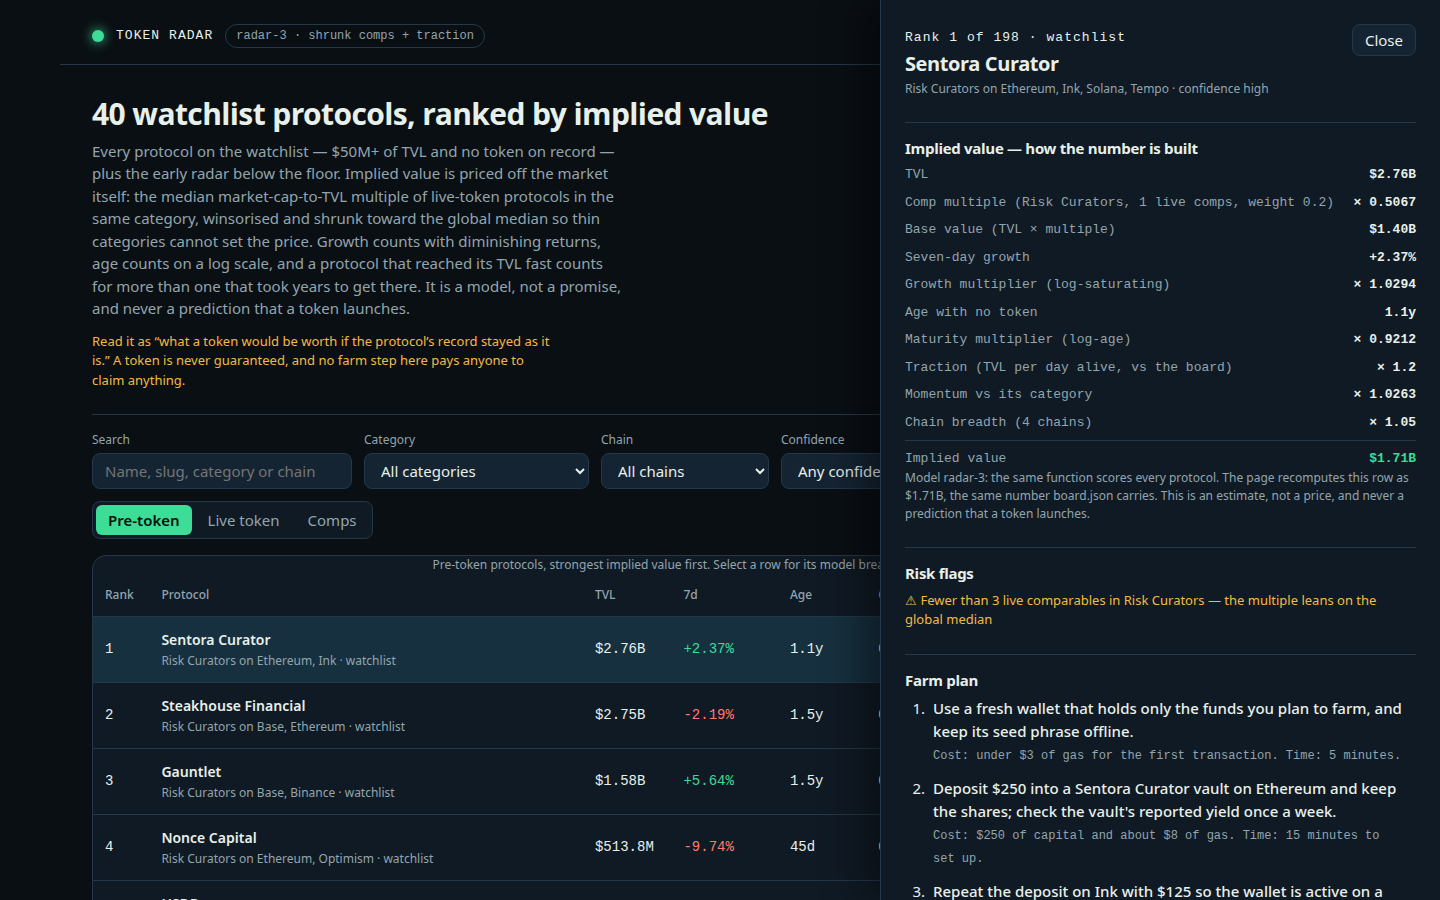 TOKEN RADAR
radar-3 · shrunk comps + traction
40 watchlist protocols, ranked by implied value
Every protocol on the watchlist — $50M+ of TVL and no token on record —
plus the early radar below the floor. Implied value is priced off the market
itself: the median market-cap-to-TVL multiple of live-token protocols in the
same category, winsorised and shrunk toward the global median so thin
categories cannot set the price. Growth counts with diminishing returns,
age counts on a log scale, and a protocol that reached its TVL fast counts
for more than one that took years to get there. It is a model, not a promise,
and never a prediction that a token launches.
Read it as “what a token would be worth if the protocol’s record stayed as it
is.” A token is never guaranteed, and no farm step here pays anyone to
claim anything.
Search
Category
Chain
Confidence
Name, slug, category or chain
All categories
All chains
Any confide
Pre-token
Live token
Comps
Pre-token protocols, strongest implied value first. Select a row for its model brea
Rank
Protocol
TVL
7d
Age
1
Sentora Curator
Risk Curators on Ethereum, Ink · watchlist
$2.76B
+2.37%
1.1y
2
Steakhouse Financial
Risk Curators on Base, Ethereum · watchlist
$2.75B
-2.19%
1.5y
3
Gauntlet
Risk Curators on Base, Binance · watchlist
$1.58B
+5.64%
1.5y
4
Nonce Capital
Risk Curators on Ethereum, Optimism · watchlist
$513.8M
-9.74%
45d
Rank 1 of 198 · watchlist
Close
Sentora Curator
Risk Curators on Ethereum, Ink, Solana, Tempo · confidence high
Implied value — how the number is built
TVL
$2.76B
Comp multiple (Risk Curators, 1 live comps, weight 0.2)
× 0.5067
Base value (TVL × multiple)
$1.40B
Seven-day growth
+2.37%
Growth multiplier (log-saturating)
× 1.0294
Age with no token
1.1y
Maturity multiplier (log-age)
× 0.9212
Traction (TVL per day alive, vs the board)
× 1.2
Momentum vs its category
× 1.0263
Chain breadth (4 chains)
× 1.05
Implied value
$1.71B
Model radar-3: the same function scores every protocol. The page recomputes this row as
$1.71B, the same number board.json carries. This is an estimate, not a price, and never a
prediction that a token launches.
Risk flags
⚠ Fewer than 3 live comparables in Risk Curators — the multiple leans on the
global median
Farm plan
1. Use a fresh wallet that holds only the funds you plan to farm, and
keep its seed phrase offline.
Cost: under $3 of gas for the first transaction. Time: 5 minutes.
2. Deposit $250 into a Sentora Curator vault on Ethereum and keep
the shares; check the vault's reported yield once a week.
Cost: $250 of capital and about $8 of gas. Time: 15 minutes to
set up.
3. Repeat the deposit on Ink with $125 so the wallet is active on a